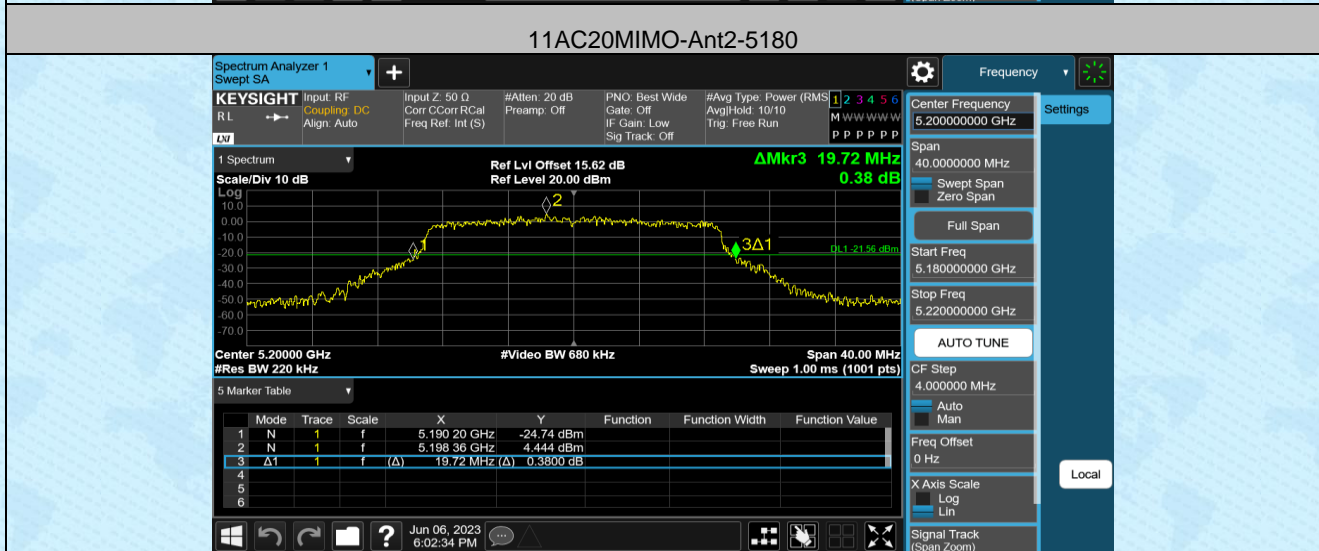 (Span Zoom)
11AC20MIMO-Ant2-5180
Spectrum Analyzer 1
Swept SA
+
Frequency
KEYSIGHT
RL
LXI
Input: RF
Coupling: DC
Align: Auto
Input Z: 50 Ω
Corr CCorr RCal
Freq Ref: Int (S)
#Atten: 20 dB
Preamp: Off
PNO: Best Wide
Gate: Off
IF Gain: Low
Sig Track: Off
#Avg Type: Power (RMS
Avg|Hold: 10/10
Trig: Free Run
1 2 3 4 5 6
M W W W W W
P P P P P P
1 Spectrum
Scale/Div 10 dB
Ref Lvl Offset 15.62 dB
Ref Level 20.00 dBm
ΔMkr3 19.72 MHz
0.38 dB
Log
10.0
0.00
-10.0
-20.0
-30.0
-40.0
-50.0
-60.0
-70.0
1
2
3Δ1
DL1 -21.56 dBm
Center 5.20000 GHz
#Video BW 680 kHz
Span 40.00 MHz
#Res BW 220 kHz
Sweep 1.00 ms (1001 pts)
5 Marker Table
Mode Trace Scale X Y Function Function Width Function Value
1 N 1 f 5.190 20 GHz -24.74 dBm
2 N 1 f 5.198 36 GHz 4.444 dBm
3 Δ1 1 f (Δ) 19.72 MHz (Δ) 0.3800 dB
4
5
6
?
Jun 06, 2023
6:02:34 PM
Center Frequency
5.200000000 GHz
Settings
Span
40.0000000 MHz
Swept Span
Zero Span
Full Span
Start Freq
5.180000000 GHz
Stop Freq
5.220000000 GHz
AUTO TUNE
CF Step
4.000000 MHz
Auto
Man
Freq Offset
0 Hz
X Axis Scale
Log
Lin
Local
Signal Track
(Span Zoom)